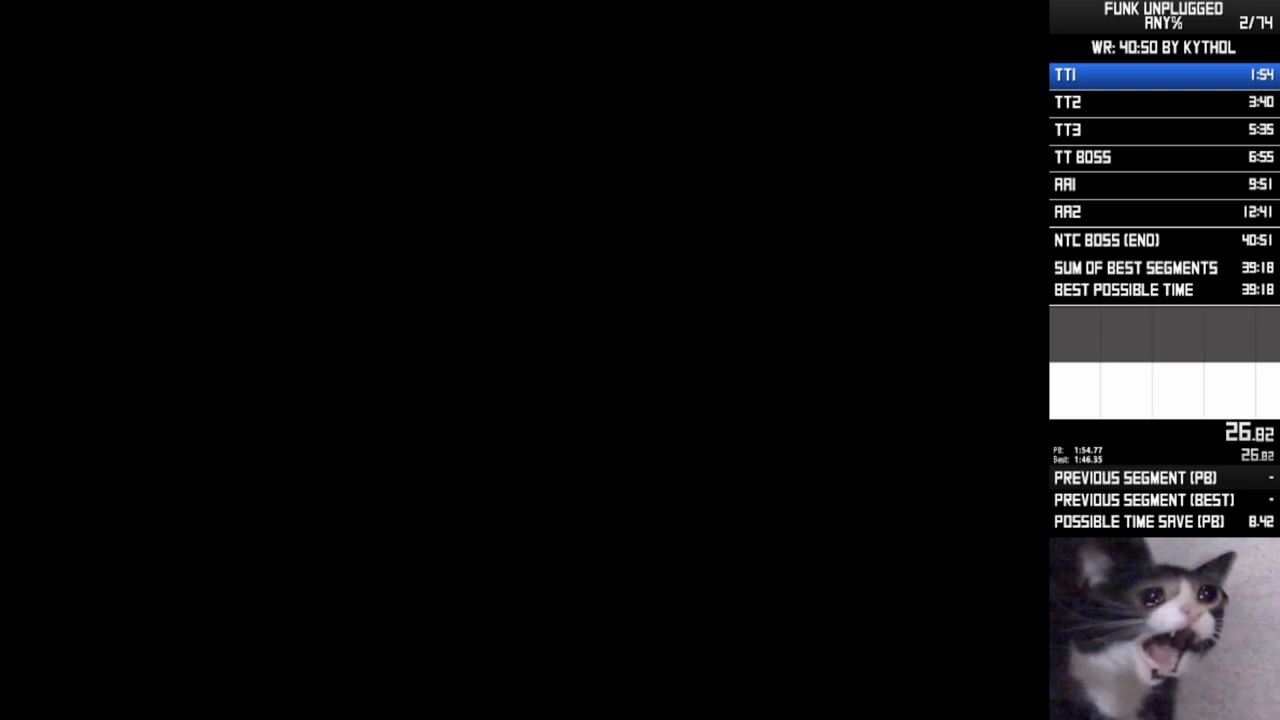 FUNK UNPLUGGED
ANY% 2/74
WR: 40:50 BY KYTHOL
TT1 1:54
TT2 3:40
TT3 5:35
TT BOSS 6:55
AA1 9:51
AA2 12:41
NTC BOSS (END) 40:51
SUM OF BEST SEGMENTS 39:18
BEST POSSIBLE TIME 39:18
26.82
PB: 1:54.77
Best: 1:46.35 26.82
PREVIOUS SEGMENT (PB) -
PREVIOUS SEGMENT (BEST) -
POSSIBLE TIME SAVE (PB) 8.42